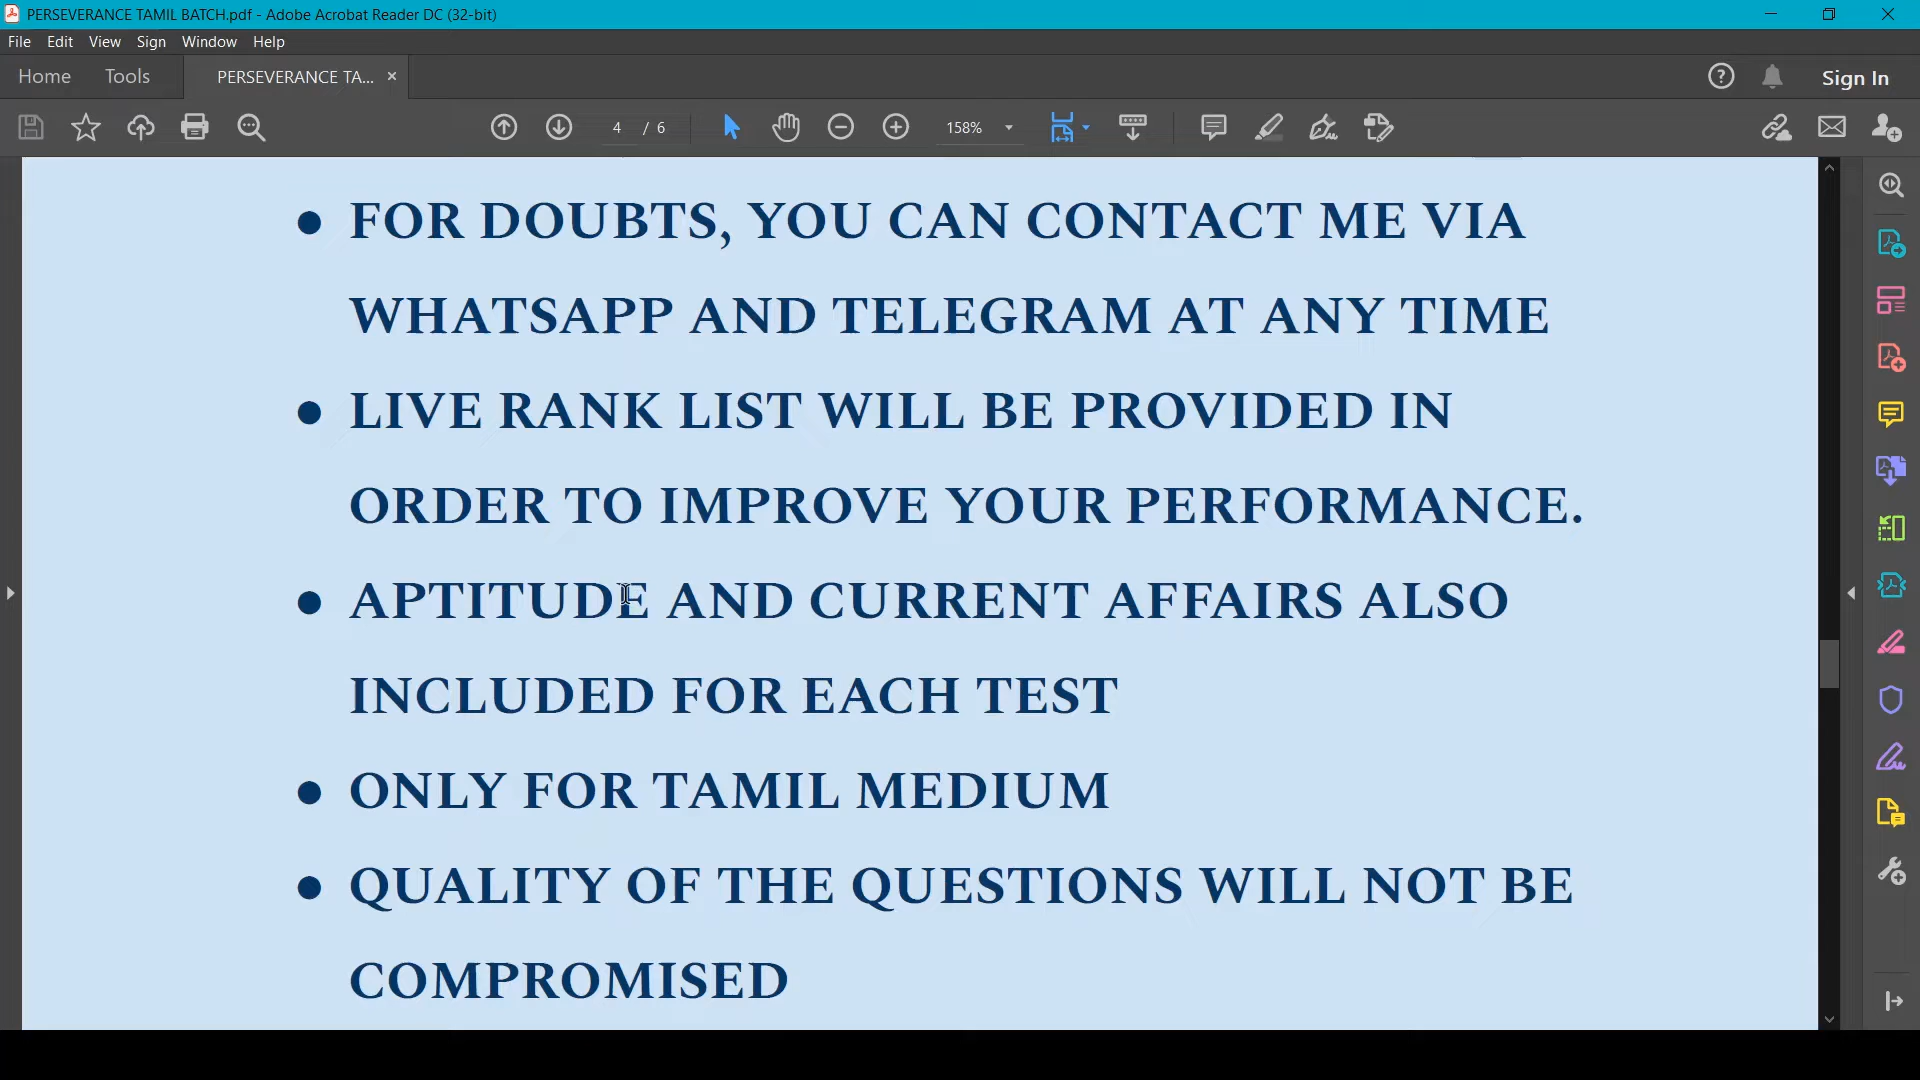 PERSEVERANCE TAMIL BATCH.pdf - Adobe Acrobat Reader DC (32-bit)
File Edit View Sign Window Help
Home Tools PERSEVERANCE TA... × Sign In
4 / 6 158%
● FOR DOUBTS, YOU CAN CONTACT ME VIA
WHATSAPP AND TELEGRAM AT ANY TIME
● LIVE RANK LIST WILL BE PROVIDED IN
ORDER TO IMPROVE YOUR PERFORMANCE.
● APTITUDE AND CURRENT AFFAIRS ALSO
INCLUDED FOR EACH TEST
● ONLY FOR TAMIL MEDIUM
● QUALITY OF THE QUESTIONS WILL NOT BE
COMPROMISED